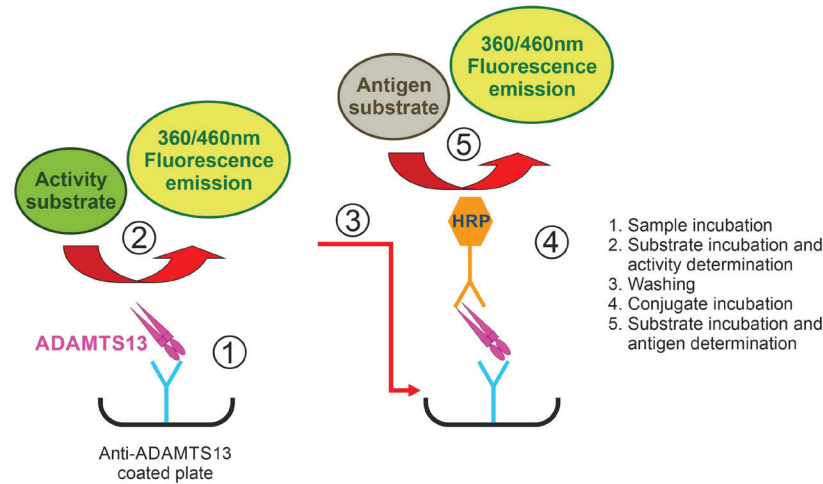 Activity
substrate
360/460nm
Fluorescence
emission
2
ADAMTS13
1
Anti-ADAMTS13
coated plate
3
Antigen
substrate
360/460nm
Fluorescence
emission
5
HRP
4
1. Sample incubation
2. Substrate incubation and
activity determination
3. Washing
4. Conjugate incubation
5. Substrate incubation and
antigen determination